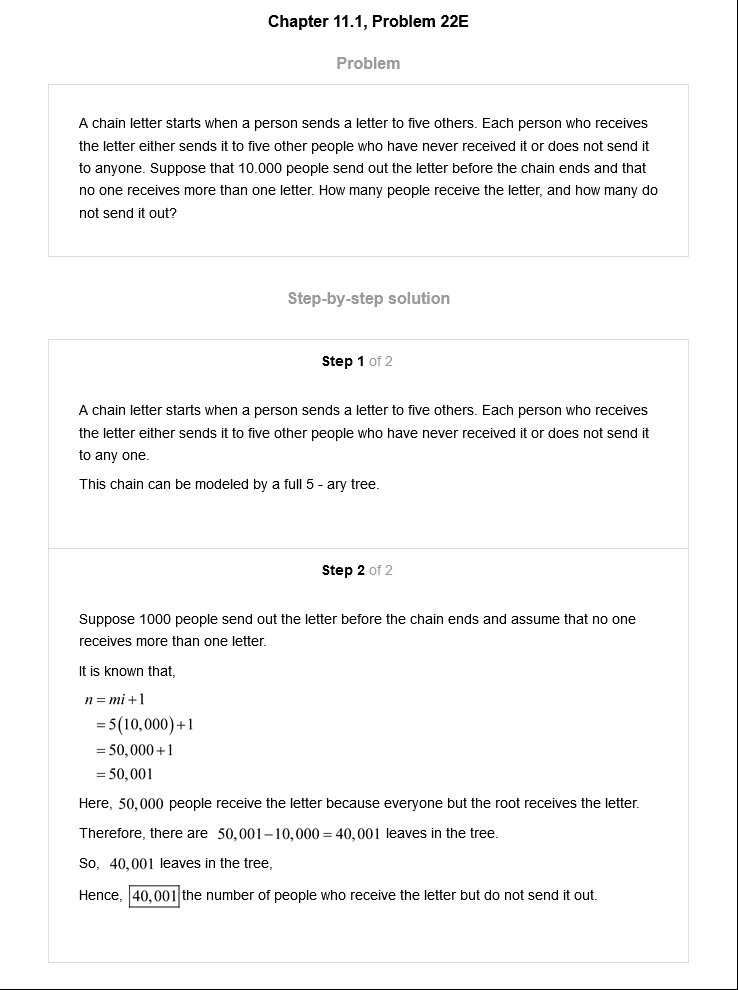 Chapter 11.1, Problem 22E
Problem
A chain letter starts when a person sends a letter to five others. Each person who receives
the letter either sends it to five other people who have never received it or does not send it
to anyone. Suppose that 10.000 people send out the letter before the chain ends and that
no one receives more than one letter. How many people receive the letter, and how many do
not send it out?
Step-by-step solution
Step 1 of 2
A chain letter starts when a person sends a letter to five others. Each person who receives
the letter either sends it to five other people who have never received it or does not send it
to any one.
This chain can be modeled by a full 5 - ary tree.
Step 2 of 2
Suppose 1000 people send out the letter before the chain ends and assume that no one
receives more than one letter.
It is known that,
n = mi + 1
= 5(10,000) + 1
= 50,000 + 1
= 50,001
Here, 50,000 people receive the letter because everyone but the root receives the letter.
Therefore, there are 50,001 – 10,000 = 40,001 leaves in the tree.
So, 40,001 leaves in the tree,
Hence, 40,001 the number of people who receive the letter but do not send it out.